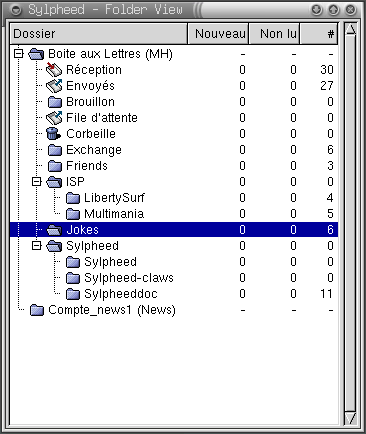 Sylpheed - Folder View
Dossier Nouveau Non lu #
Boite aux Lettres (MH) - - -
Réception 0 0 30
Envoyés 0 0 27
Brouillon 0 0 0
File d'attente 0 0 0
Corbeille 0 0 0
Exchange 0 0 6
Friends 0 0 3
ISP 0 0 0
LibertySurf 0 0 4
Multimania 0 0 5
Jokes 0 0 6
Sylpheed 0 0 0
Sylpheed 0 0 0
Sylpheed-claws 0 0 0
Sylpheeddoc 0 0 11
Compte_news1 (News) - - -